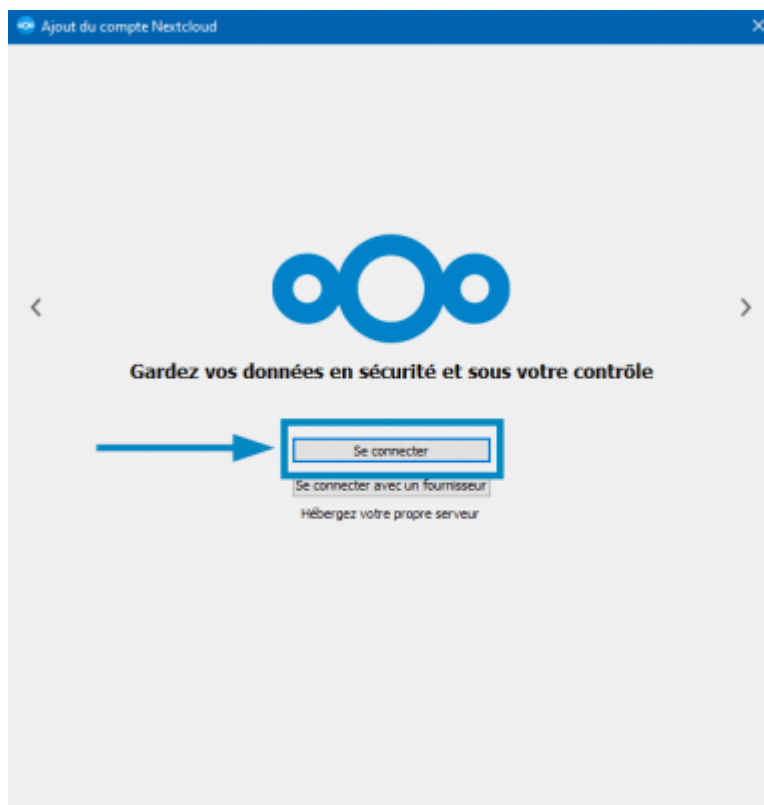 Ajout du compte Nextcloud
Gardez vos données en sécurité et sous votre contrôle
Se connecter
Se connecter avec un fournisseur
Hébergez votre propre serveur